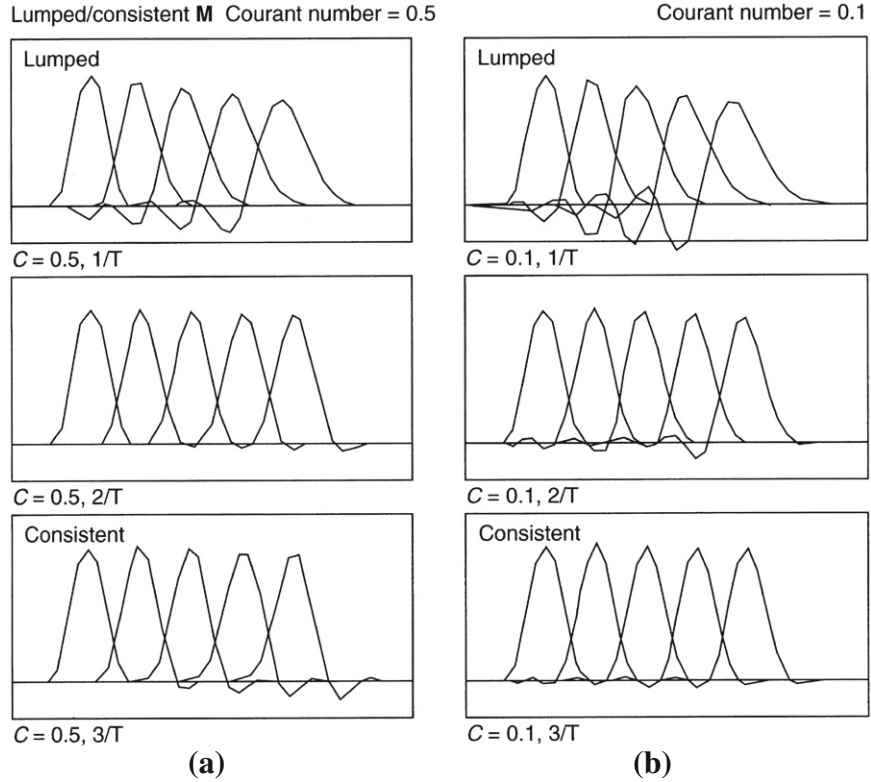 Lumped/consistent M Courant number = 0.5
Courant number = 0.1
Lumped
Lumped
C = 0.5, 1/T
C = 0.1, 1/T
C = 0.5, 2/T
C = 0.1, 2/T
Consistent
Consistent
C = 0.5, 3/T
C = 0.1, 3/T
(a)
(b)